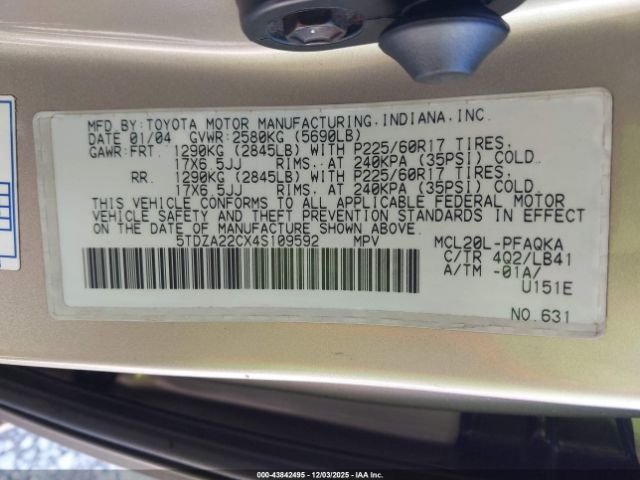 MFD.BY:TOYOTA MOTOR MANUFACTURING,INDIANA,INC.
DATE 01/04 GVWR:2580KG (5690LB)
GAWR:FRT. 1290KG (2845LB) WITH P225/60R17 TIRES,
17X6.5JJ RIMS, AT 240KPA (35PSI) COLD.
RR. 1290KG (2845LB) WITH P225/60R17 TIRES,
17X6.5JJ RIMS, AT 240KPA (35PSI) COLD.
THIS VEHICLE CONFORMS TO ALL APPLICABLE FEDERAL MOTOR
VEHICLE SAFETY AND THEFT PREVENTION STANDARDS IN EFFECT
ON THE DATE OF MANUFACTURE SHOWN ABOVE.
5TDZA22CX4S109592 MPV MCL20L-PFAQKA
C/TR 4Q2/LB41
A/TM -01A/
U151E
NO.631
000-43842495 - 12/03/2025 - IAA Inc.